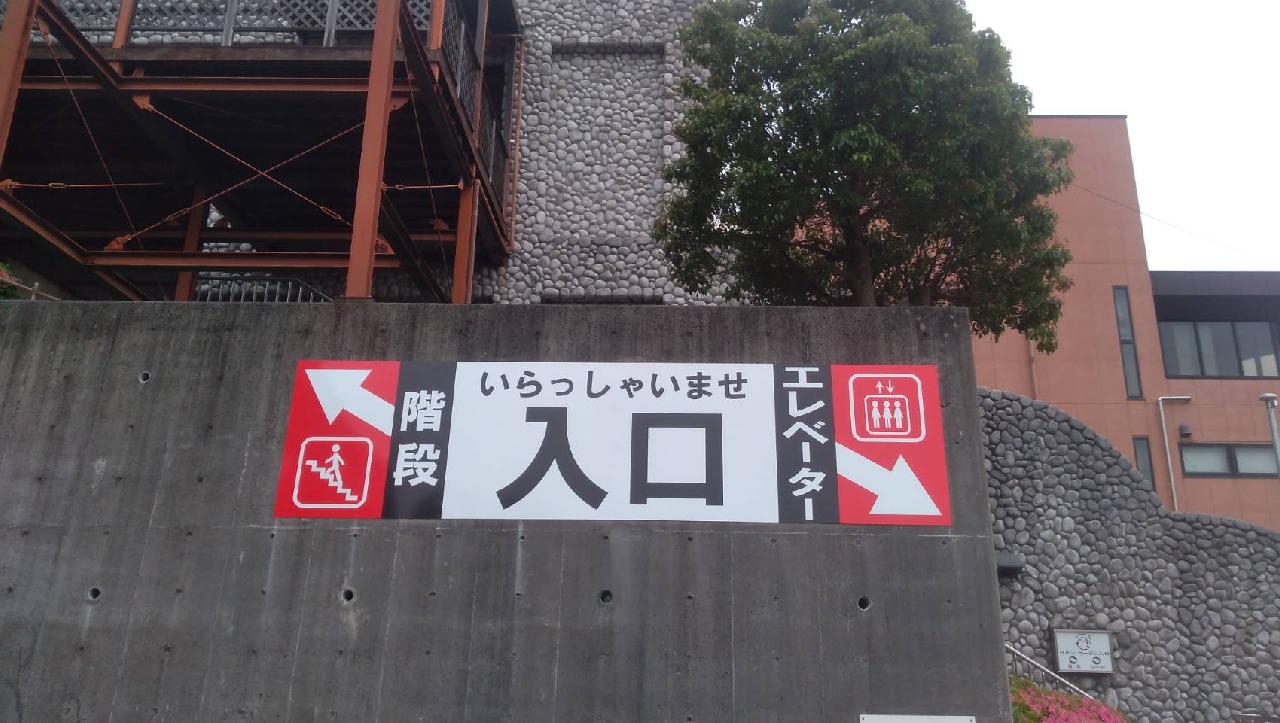 階段
いらっしゃいませ
入口
エレベーター